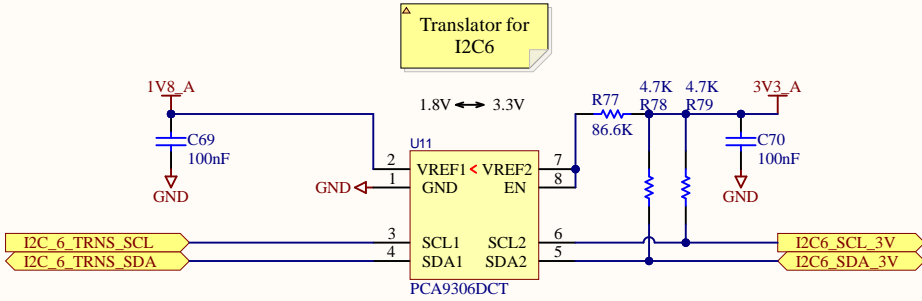 Translator for
I2C6
1V8_A
1.8V 3.3V
R77
86.6K
4.7K 4.7K
R78 R79
3V3_A
C69
100nF
GND
U11
2 VREF1 < VREF2 7
1 GND EN 8
GND
C70
100nF
GND
I2C_6_TRNS_SCL 3 SCL1 SCL2 6 I2C6_SCL_3V
I2C_6_TRNS_SDA 4 SDA1 SDA2 5 I2C6_SDA_3V
PCA9306DCT